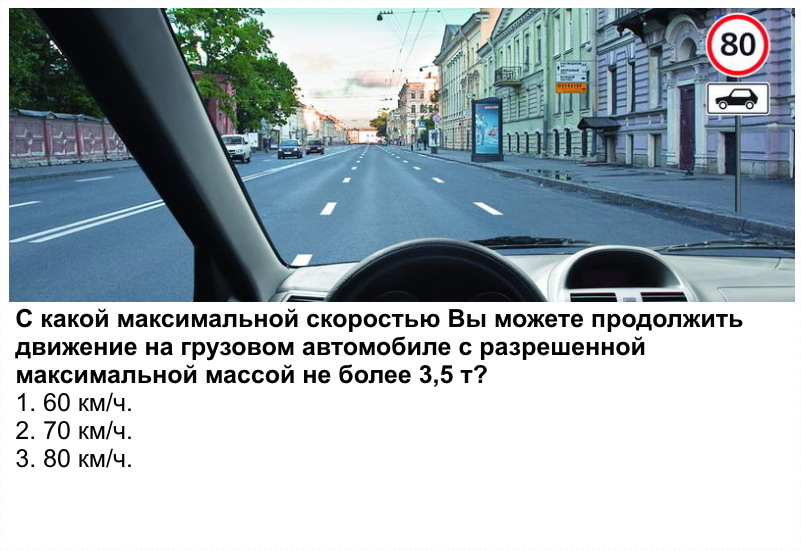 80
С какой максимальной скоростью Вы можете продолжить
движение на грузовом автомобиле с разрешенной
максимальной массой не более 3,5 т?
1. 60 км/ч.
2. 70 км/ч.
3. 80 км/ч.